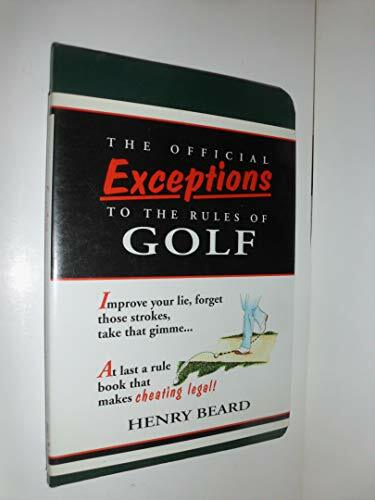 THE OFFICIAL
Exceptions
TO THE RULES OF
GOLF
Improve your lie, forget
those strokes,
take that gimme...
At last a rule
book that
makes cheating legal!
HENRY BEARD